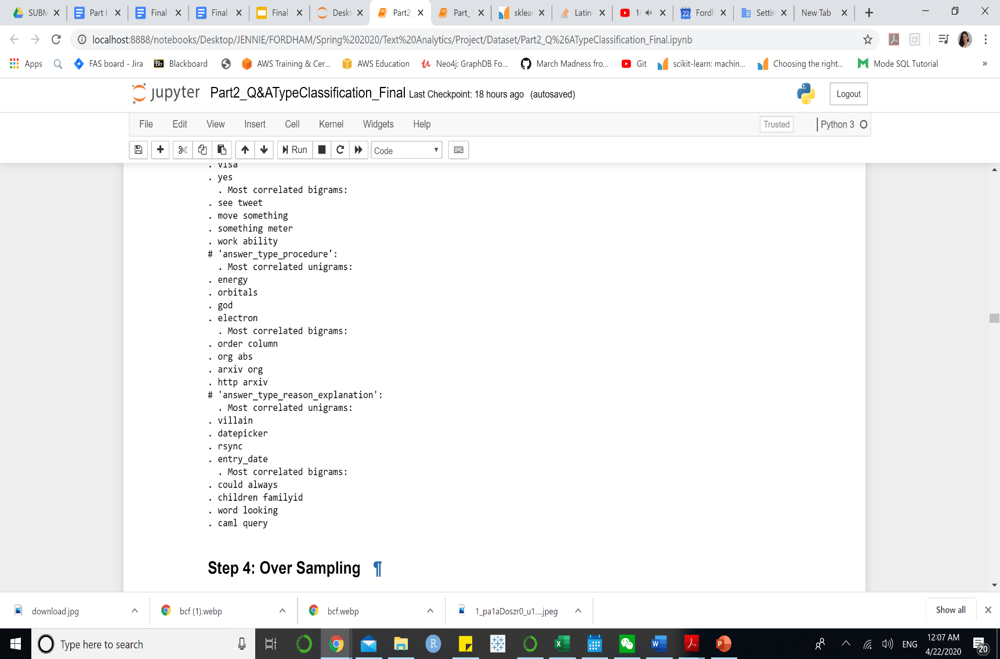 SUBM
Part I
Final
Final
Final
Deskt
Part2
Part_
sklear
Latin-
1
22
Fordh
Settin
New Tab
localhost:8888/notebooks/Desktop/JENNIE/FORDHAM/Spring%202020/Text%20Analytics/Project/Dataset/Part2_Q%26ATypeClassification_Final.ipynb
Apps
FAS board - Jira
Bb Blackboard
AWS Training & Cer...
AWS Education
Neo4j: GraphDB Fo...
March Madness fro...
Git
scikit-learn: machin...
Choosing the right...
Mode SQL Tutorial
»
jupyter Part2_Q&ATypeClassification_Final Last Checkpoint: 18 hours ago (autosaved)
Logout
File Edit View Insert Cell Kernel Widgets Help
Trusted
Python 3
Run
Code
. visa
. yes
. Most correlated bigrams:
. see tweet
. move something
. something meter
. work ability
# 'answer_type_procedure':
. Most correlated unigrams:
. energy
. orbitals
. god
. electron
. Most correlated bigrams:
. order column
. org abs
. arxiv org
. http arxiv
# 'answer_type_reason_explanation':
. Most correlated unigrams:
. villain
. datepicker
. rsync
. entry_date
. Most correlated bigrams:
. could always
. children familyid
. word looking
. caml query
Step 4: Over Sampling ¶
download.jpg
bcf (1).webp
bcf.webp
1_pa1aDoszr0_u1....jpeg
Show all
Type here to search
ENG
12:07 AM
4/22/2020
20